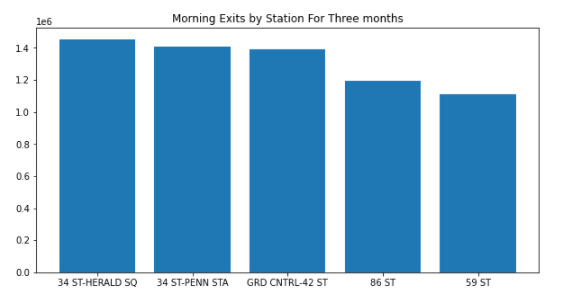 Morning Exits by Station For Three months
1e6
1.4
1.2
1.0
0.8
0.6
0.4
0.2
0.0
34 ST-HERALD SQ 34 ST-PENN STA GRD CNTRL-42 ST 86 ST 59 ST